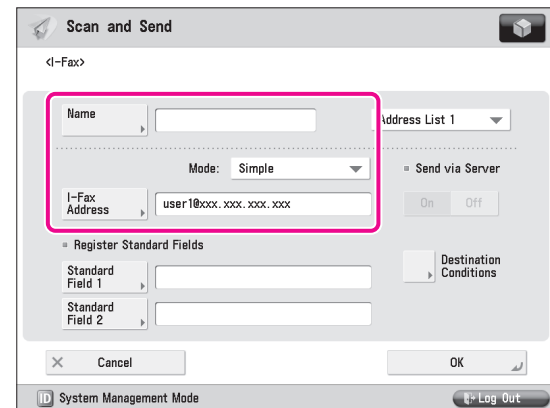 Scan and Send
<I-Fax>
Name
Address List 1
Mode: Simple
Send via Server
I-Fax
Address
user1@xxx.xxx.xxx.xxx
On Off
Register Standard Fields
Standard
Field 1
Destination
Conditions
Standard
Field 2
Cancel
OK
ID System Management Mode
Log Out